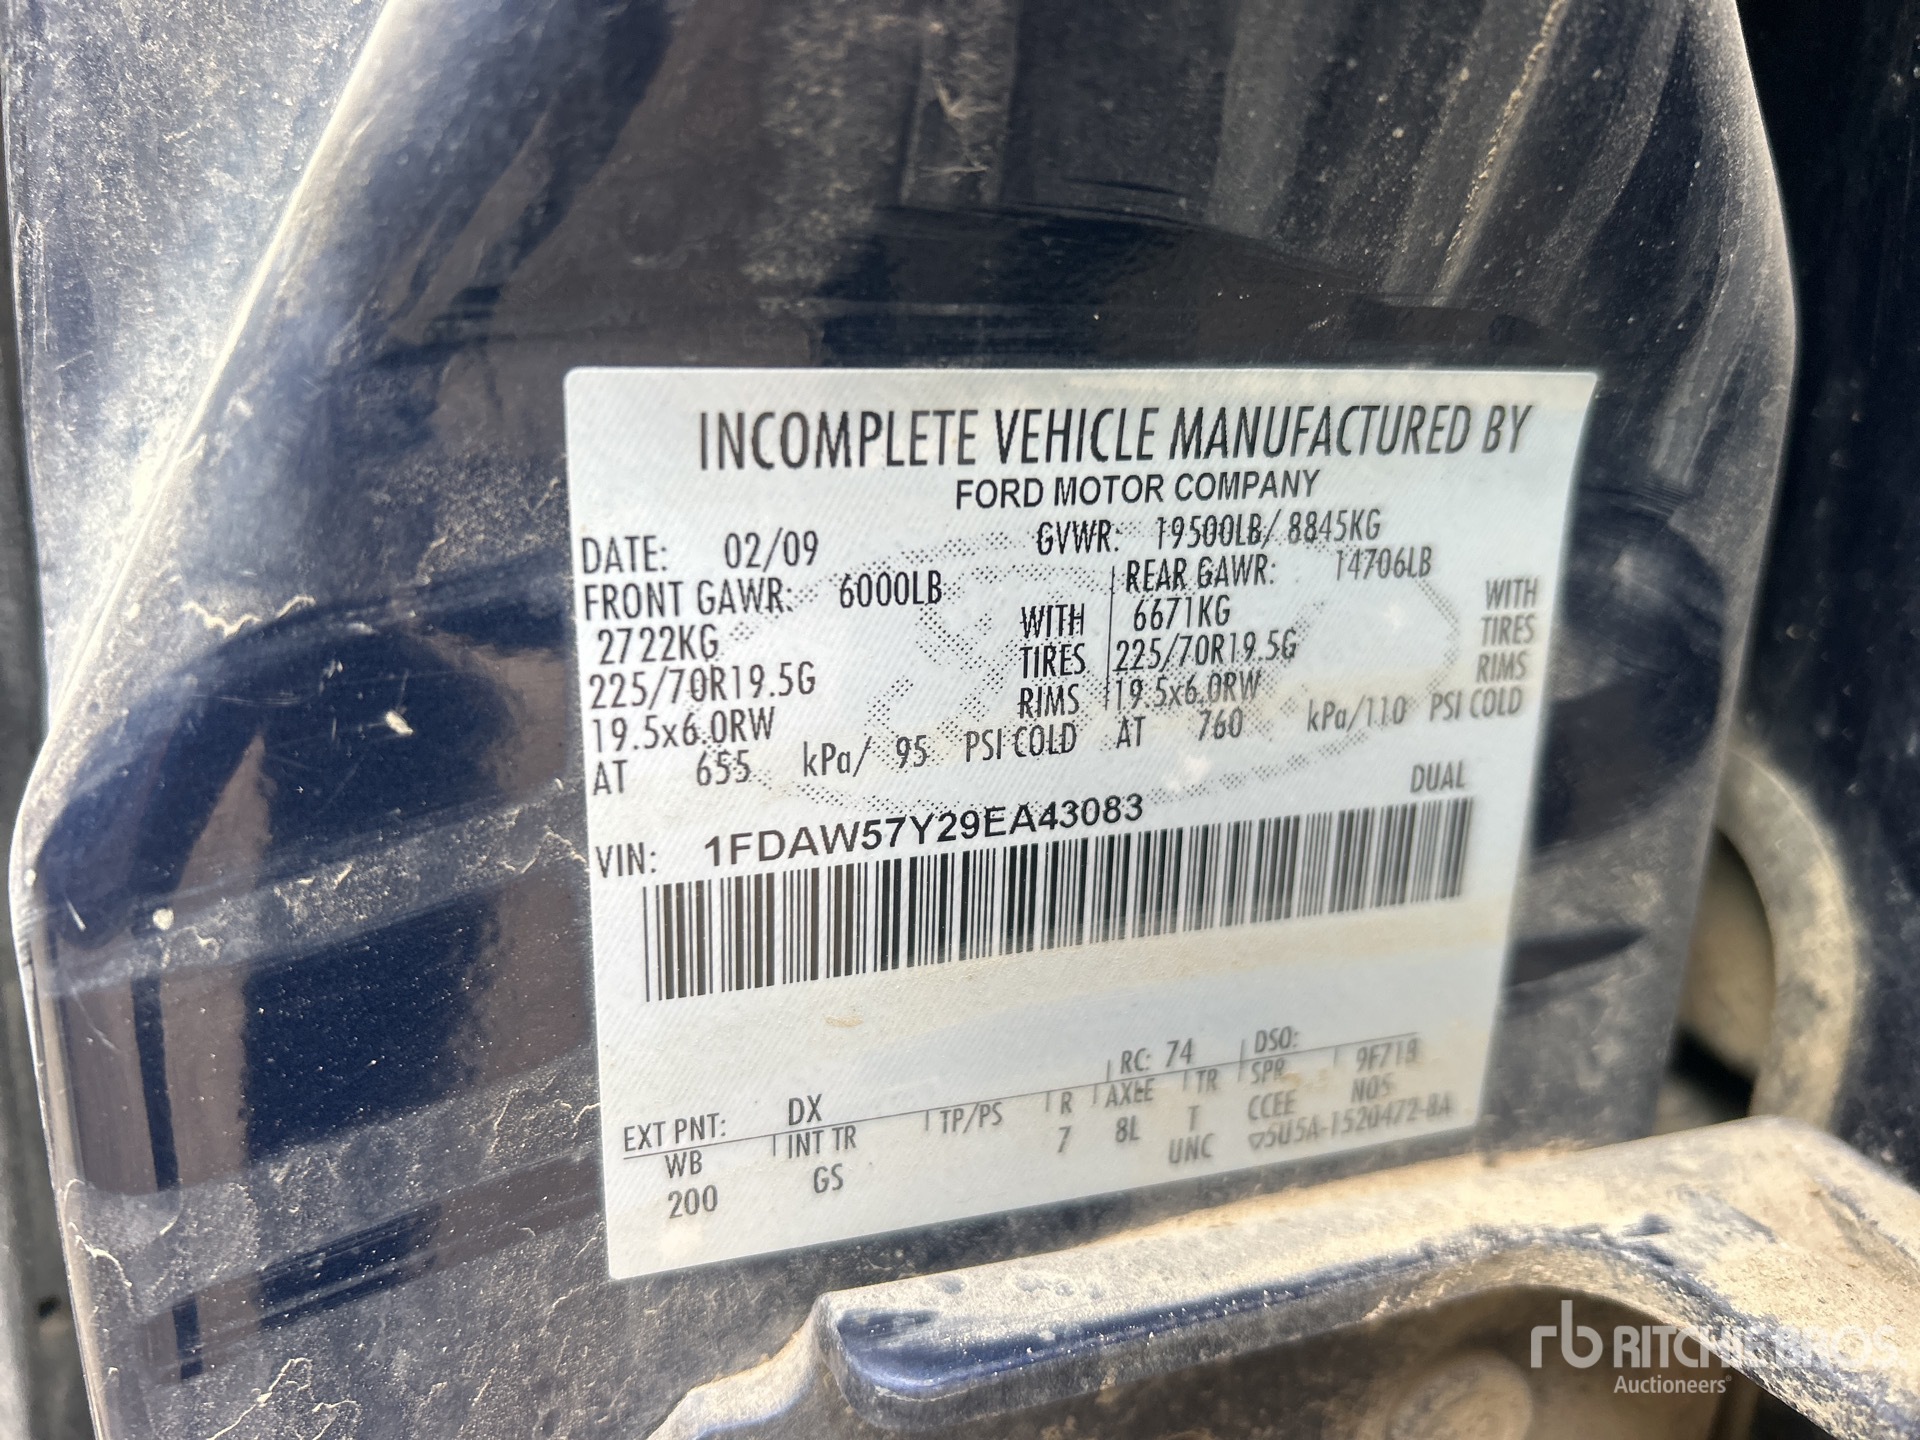 INCOMPLETE VEHICLE MANUFACTURED BY
FORD MOTOR COMPANY
DATE: 02/09 GVWR: 19500LB/ 8845KG
FRONT GAWR: 6000LB REAR GAWR: 14706LB
2722KG WITH 6671KG WITH
225/70R19.5G TIRES 225/70R19.5G TIRES
19.5x6.0RW RIMS 19.5x6.0RW RIMS
AT 655 kPa/ 95 PSI COLD AT 760 kPa/110 PSI COLD
DUAL
VIN: 1FDAW57Y29EA43083
RC: 74 DSO:
EXT PNT: DX
WB INT TR TP/PS R AXLE TR SPR 9F718
200 GS 7 8L T CCEE NOS
UNC ▽5U5A-1520472-BA
rb RITCHIE BROS.
Auctioneers®